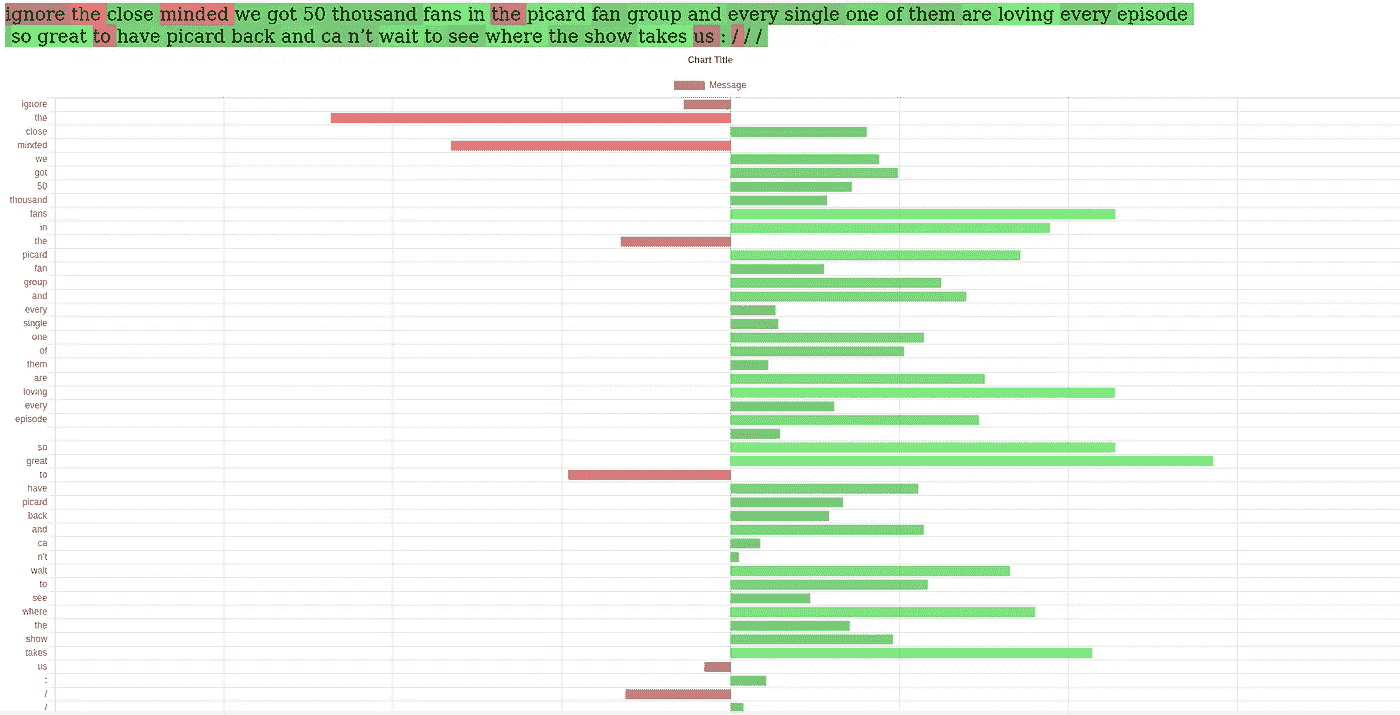 ignore the close minded we got 50 thousand fans in the picard fan group and every single one of them are loving every episode
so great to have picard back and ca n't wait to see where the show takes us : / / /
Chart Title
Message
ignore
the
close
minded
we
got
50
thousand
fans
in
the
picard
fan
group
and
every
single
one
of
them
are
loving
every
episode
so
great
to
have
picard
back
and
ca
n't
wait
to
see
where
the
show
takes
us
:
/
/